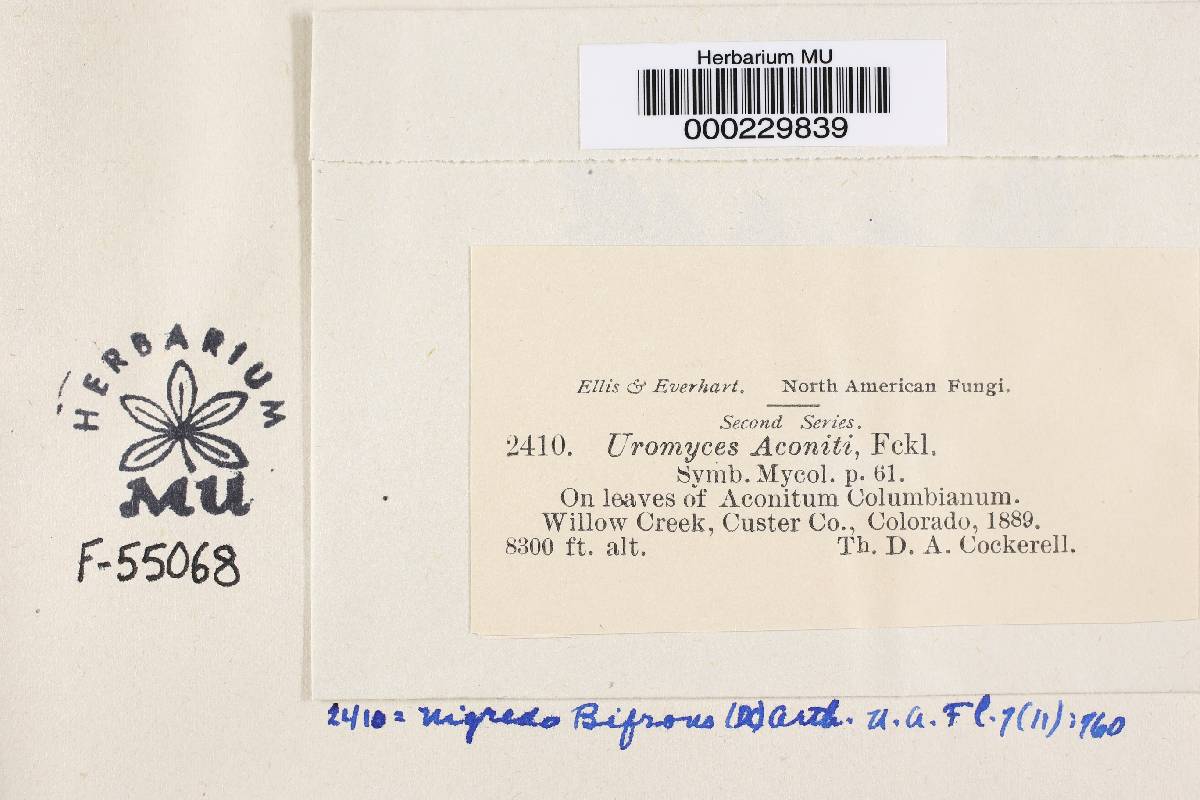 Herbarium MU
000229839
HERBARIUM
MU
F-55068
Ellis & Everhart. North American Fungi.
Second Series.
2410. Uromyces Aconiti, Fckl.
Symb. Mycol. p. 61.
On leaves of Aconitum Columbianum.
Willow Creek, Custer Co., Colorado, 1889.
8300 ft. alt. Th. D. A. Cockerell.
2410 = Nigredo Bifrons (DC) Arth. N. A. Fl. 7(11):760